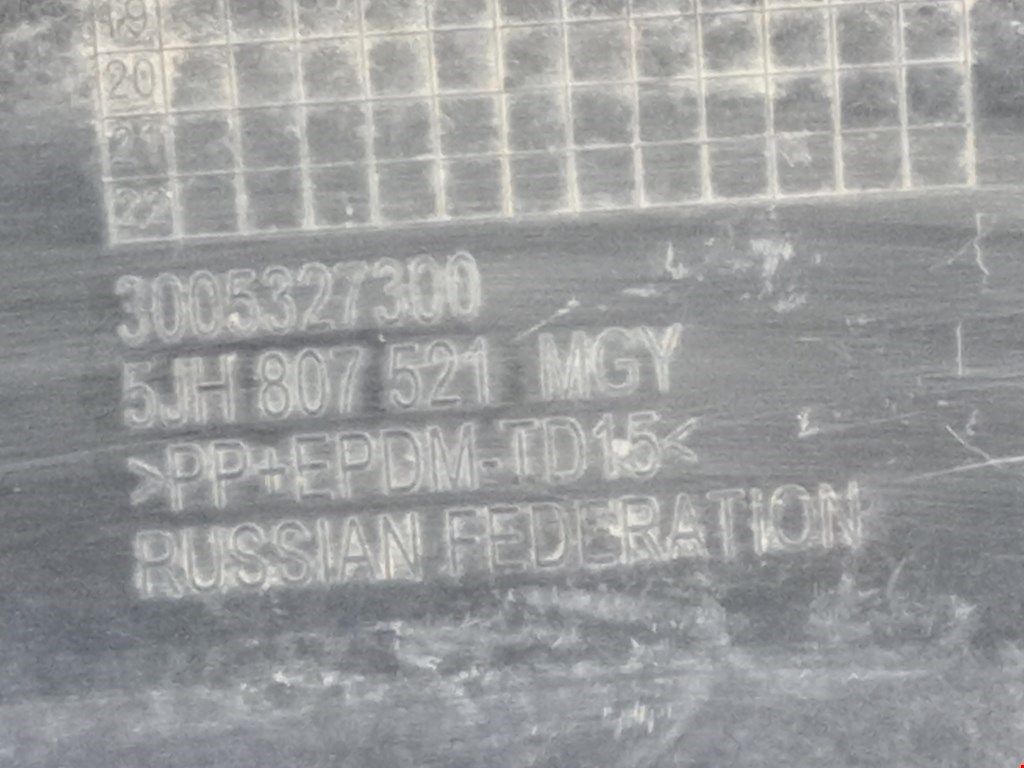 19
20
21
22
3005327300
5JH 807 521 MGY
>PP+EPDM-TD15<
RUSSIAN FEDERATION